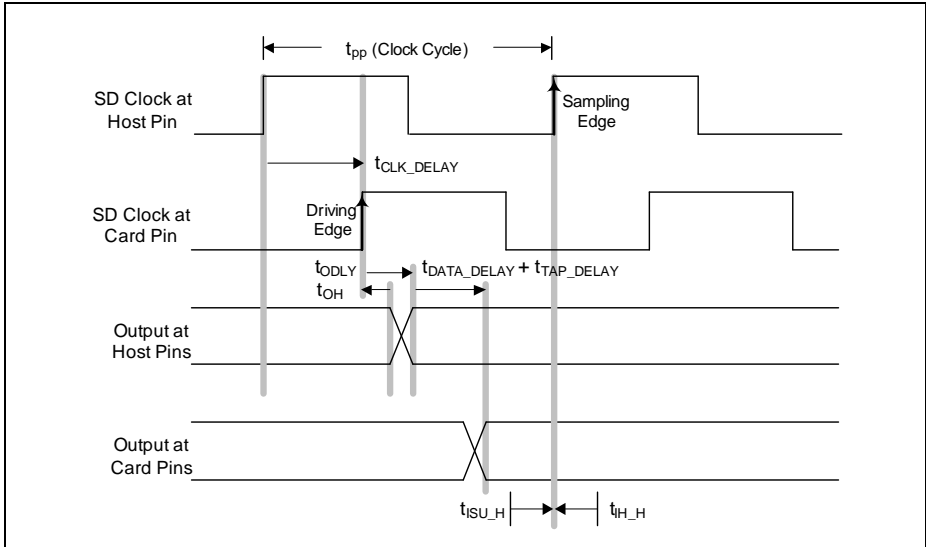 tpp (Clock Cycle)
SD Clock at
Host Pin
Sampling
Edge
tCLK_DELAY
SD Clock at
Card Pin
Driving
Edge
tODLY
tDATA_DELAY + tTAP_DELAY
tOH
Output at
Host Pins
Output at
Card Pins
tISU_H
tIH_H